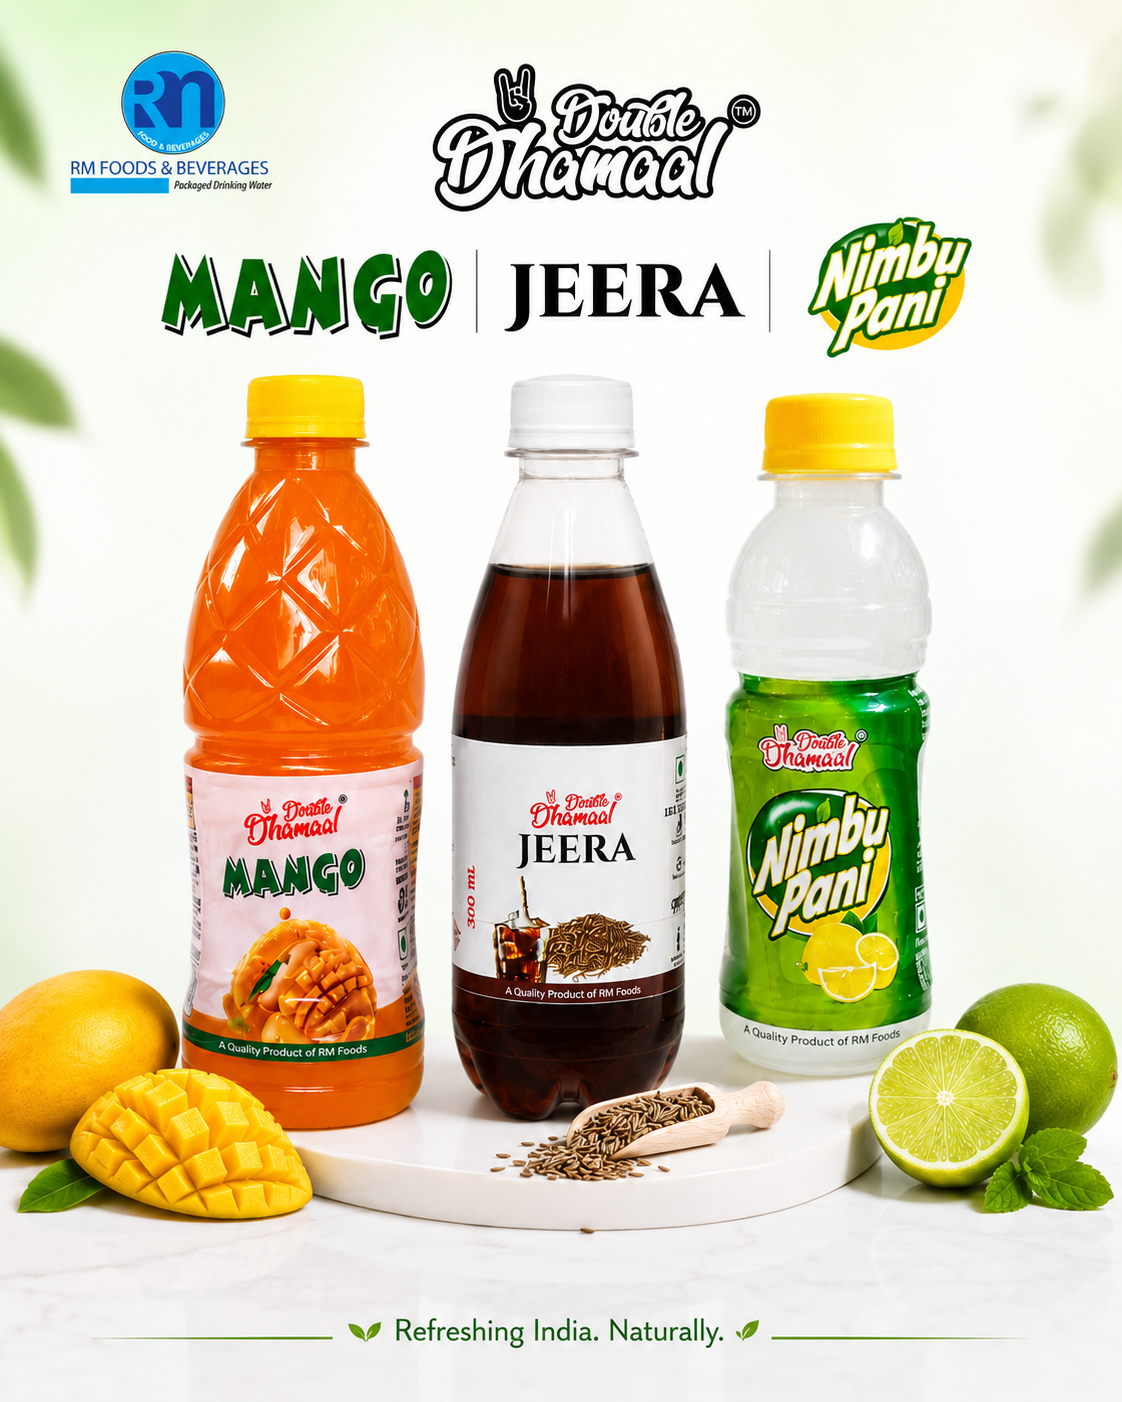 RM
FOOD & BEVERAGES
RM FOODS & BEVERAGES
Packaged Drinking Water
Double
Dhamaal
TM
MANGO
JEERA
Nimbu
Pani
Double
Dhamaal
MANGO
A Quality Product of RM Foods
Double
Dhamaal
JEERA
300 mL
A Quality Product of RM Foods
Double
Dhamaal
Nimbu
Pani
A Quality Product of RM Foods
Refreshing India. Naturally.